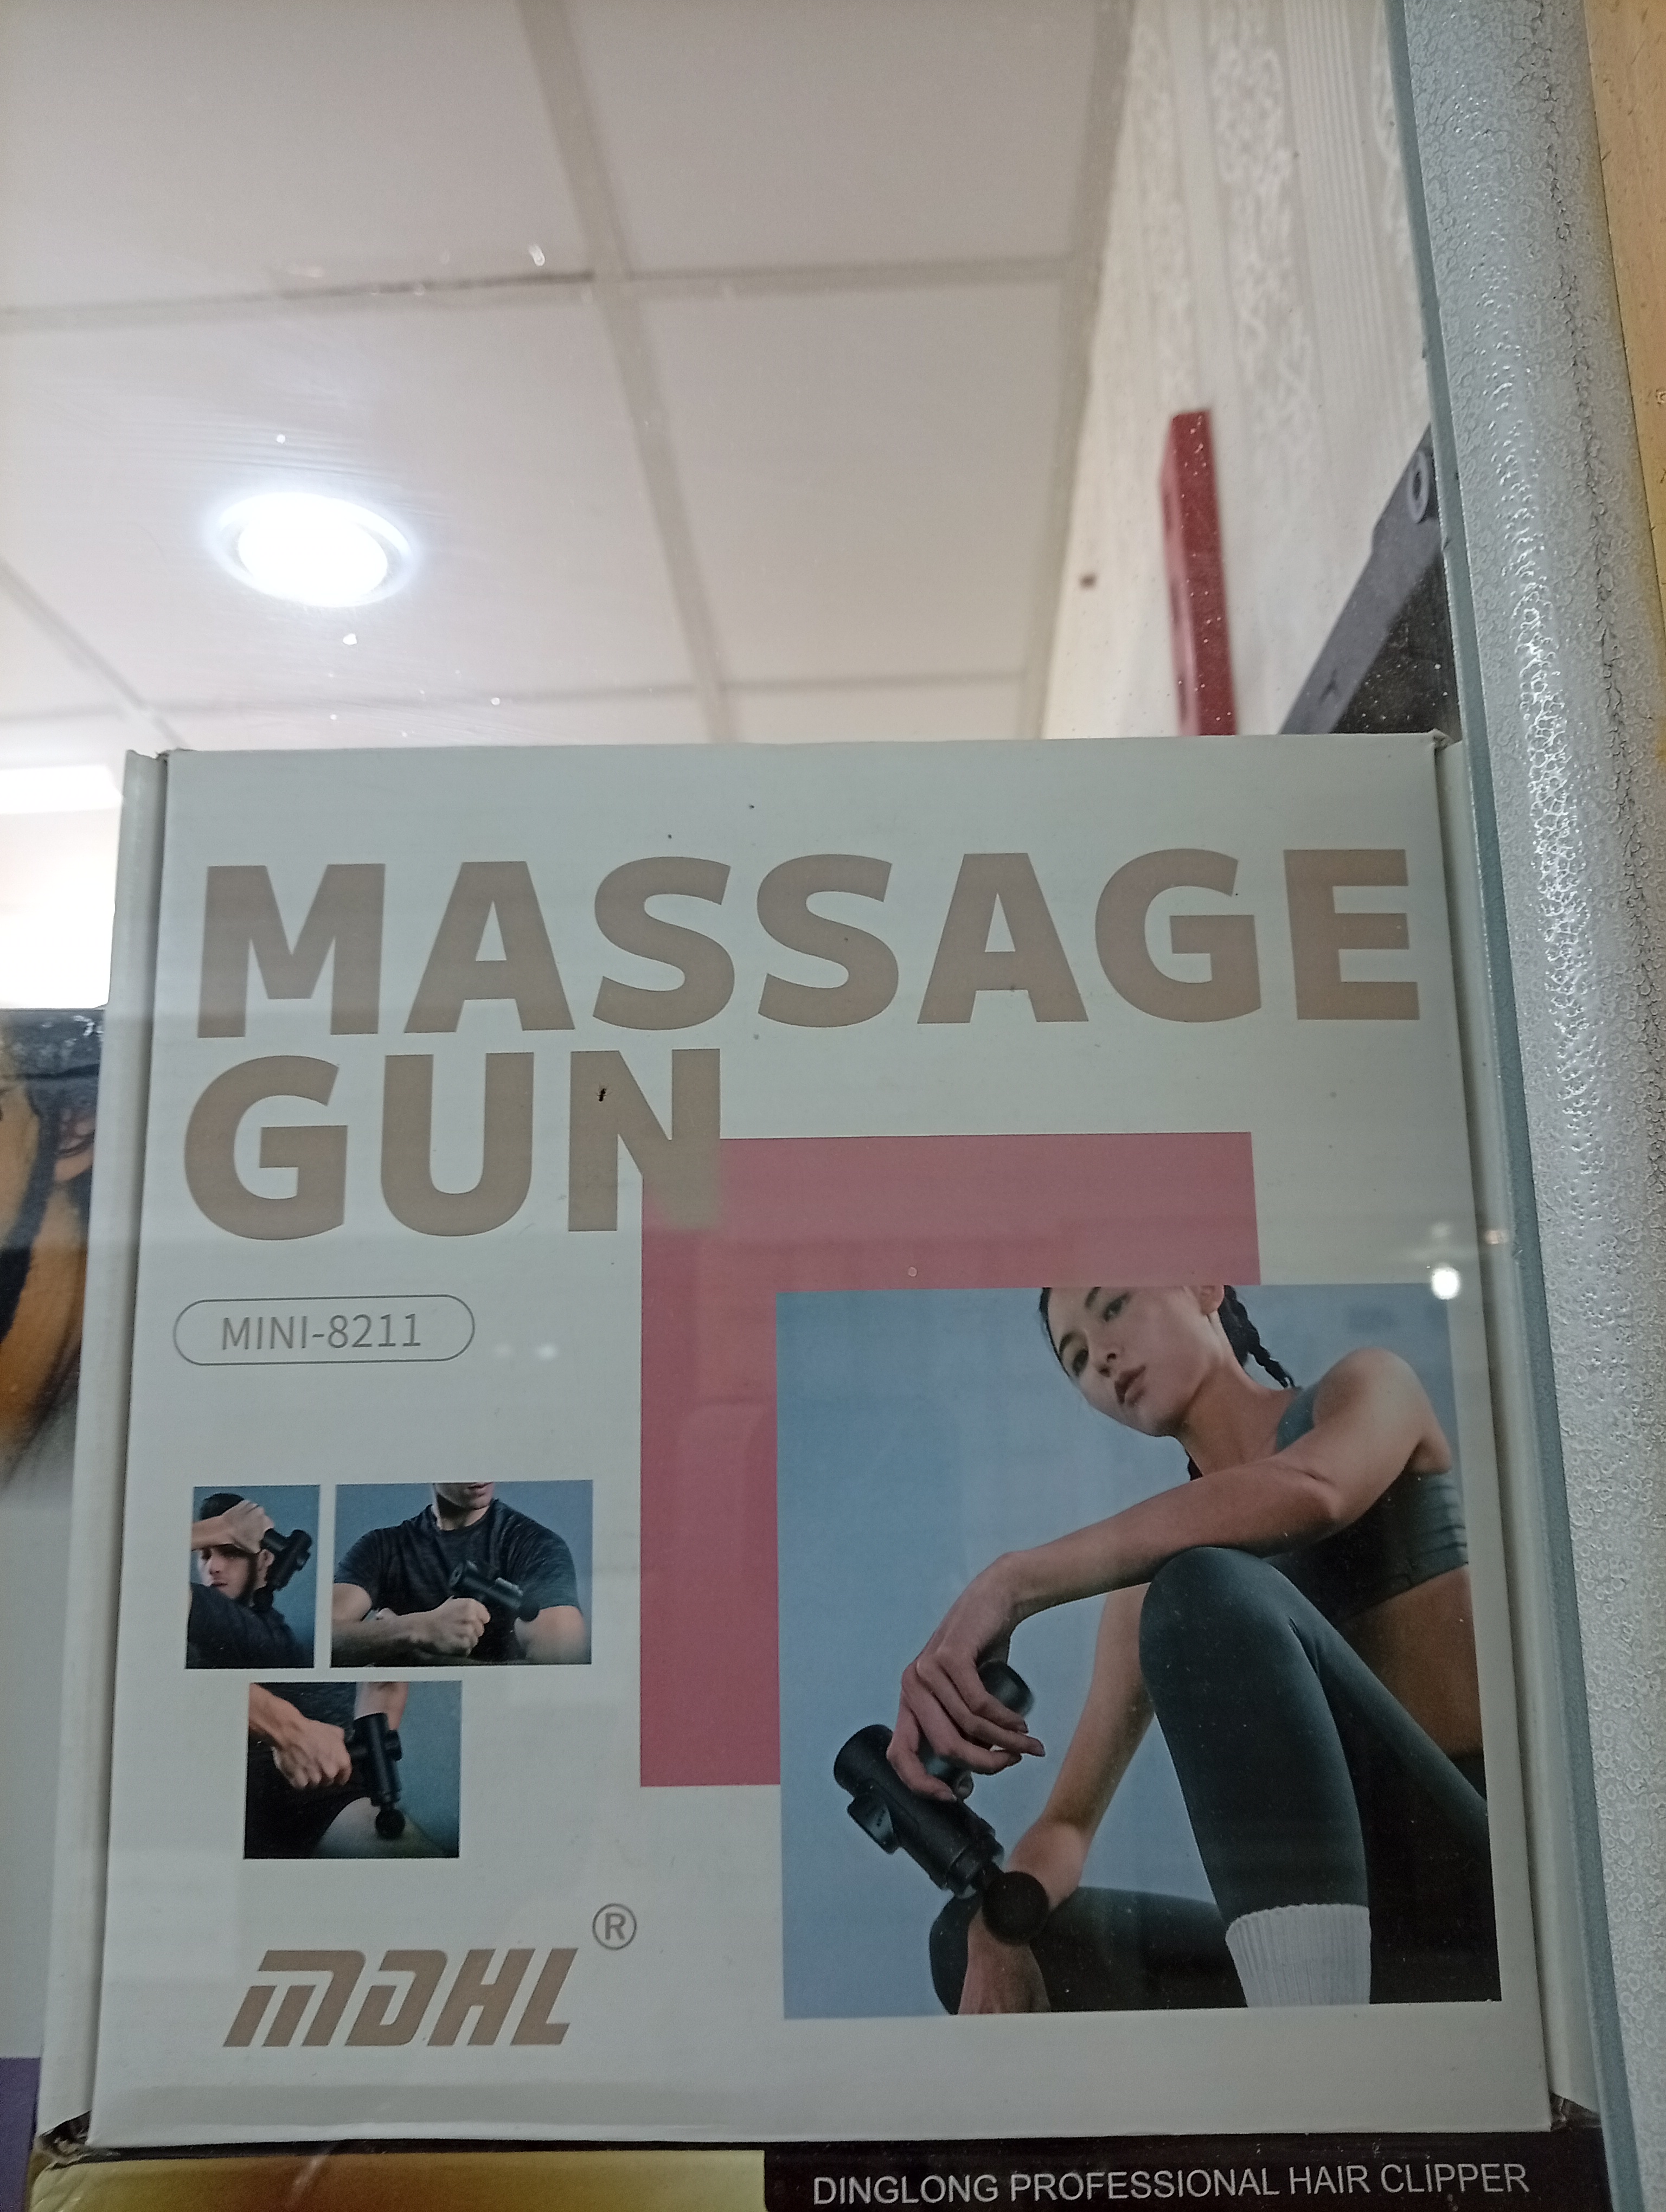 MASSAGE
GUN
MINI-8211
MDHL®
DINGLONG PROFESSIONAL HAIR CLIPPER